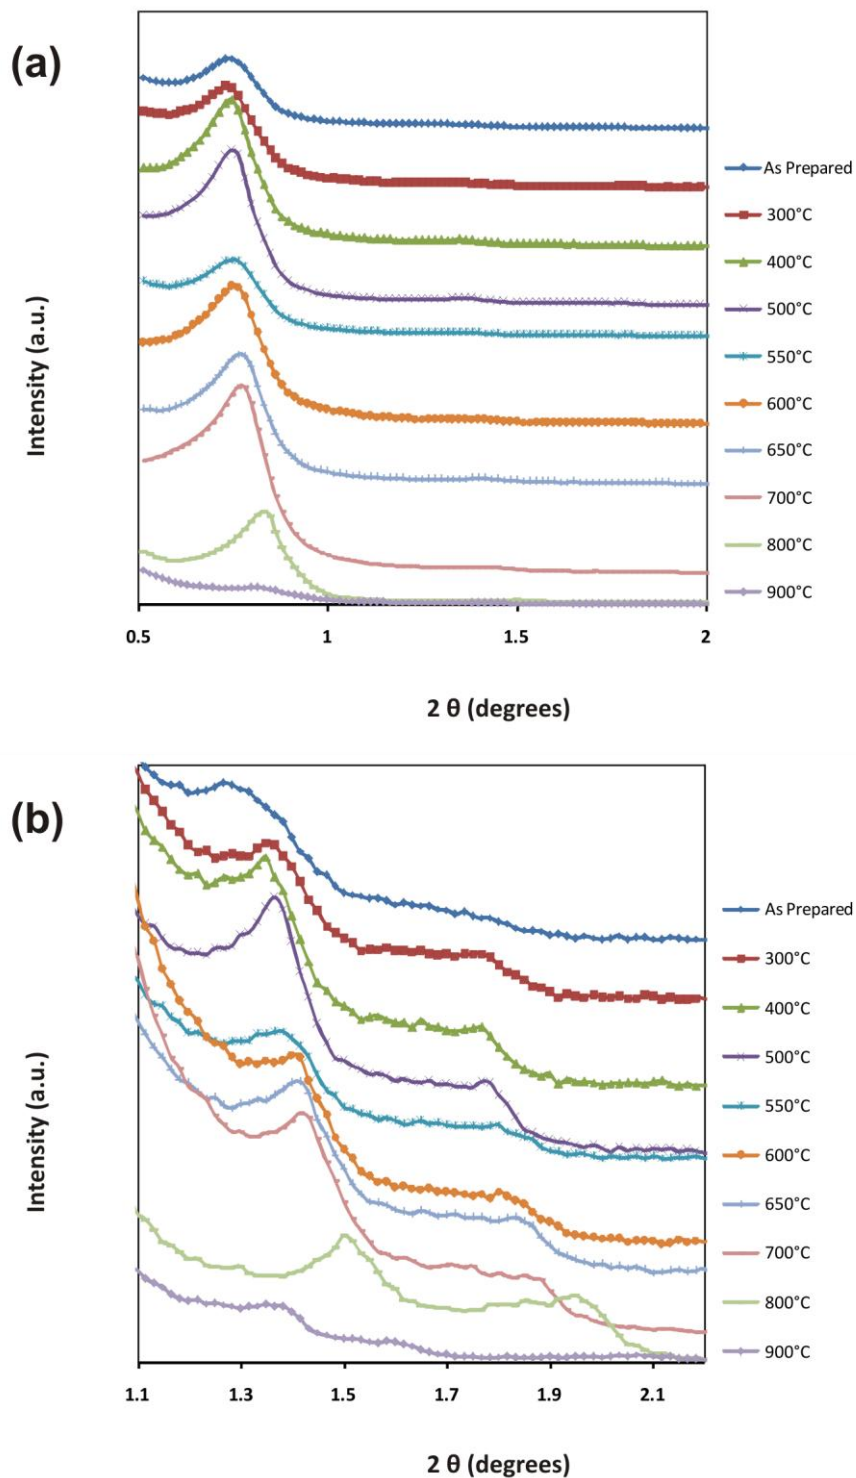 (a)
Intensity (a.u.)
As Prepared
300°C
400°C
500°C
550°C
600°C
650°C
700°C
800°C
900°C
0.5 1 1.5 2
2 θ (degrees)
(b)
Intensity (a.u.)
As Prepared
300°C
400°C
500°C
550°C
600°C
650°C
700°C
800°C
900°C
1.1 1.3 1.5 1.7 1.9 2.1
2 θ (degrees)